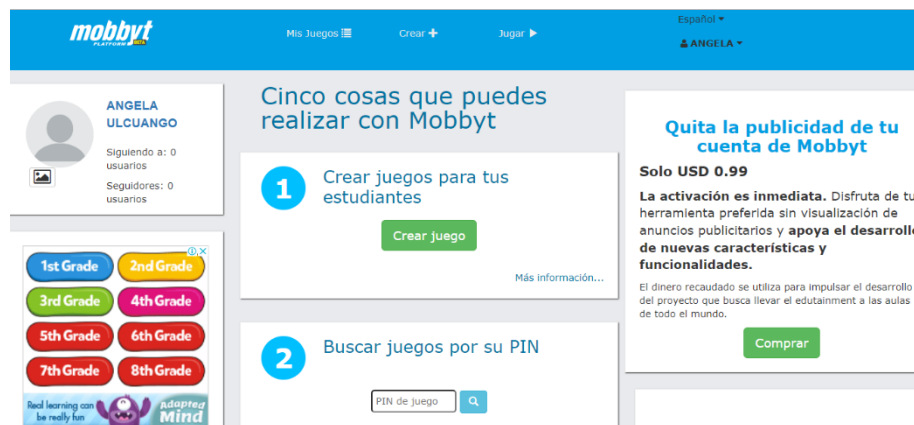 mobbyt
PLATFORM BETA
Mis Juegos
Crear
Jugar
Español
ANGELA
ANGELA
ULCUANGO
Siguiendo a: 0
usuarios
Seguidores: 0
usuarios
1st Grade
2nd Grade
3rd Grade
4th Grade
5th Grade
6th Grade
7th Grade
8th Grade
Real learning can
be really fun
Adapted
Mind
Cinco cosas que puedes
realizar con Mobbyt
1
Crear juegos para tus
estudiantes
Crear juego
Más información...
2
Buscar juegos por su PIN
PIN de juego
Quita la publicidad de tu
cuenta de Mobbyt
Solo USD 0.99
La activación es inmediata. Disfruta de tu
herramienta preferida sin visualización de
anuncios publicitarios y apoya el desarrollo
de nuevas características y
funcionalidades.
El dinero recaudado se utiliza para impulsar el desarrollo
del proyecto que busca llevar el edutainment a las aulas
de todo el mundo.
Comprar